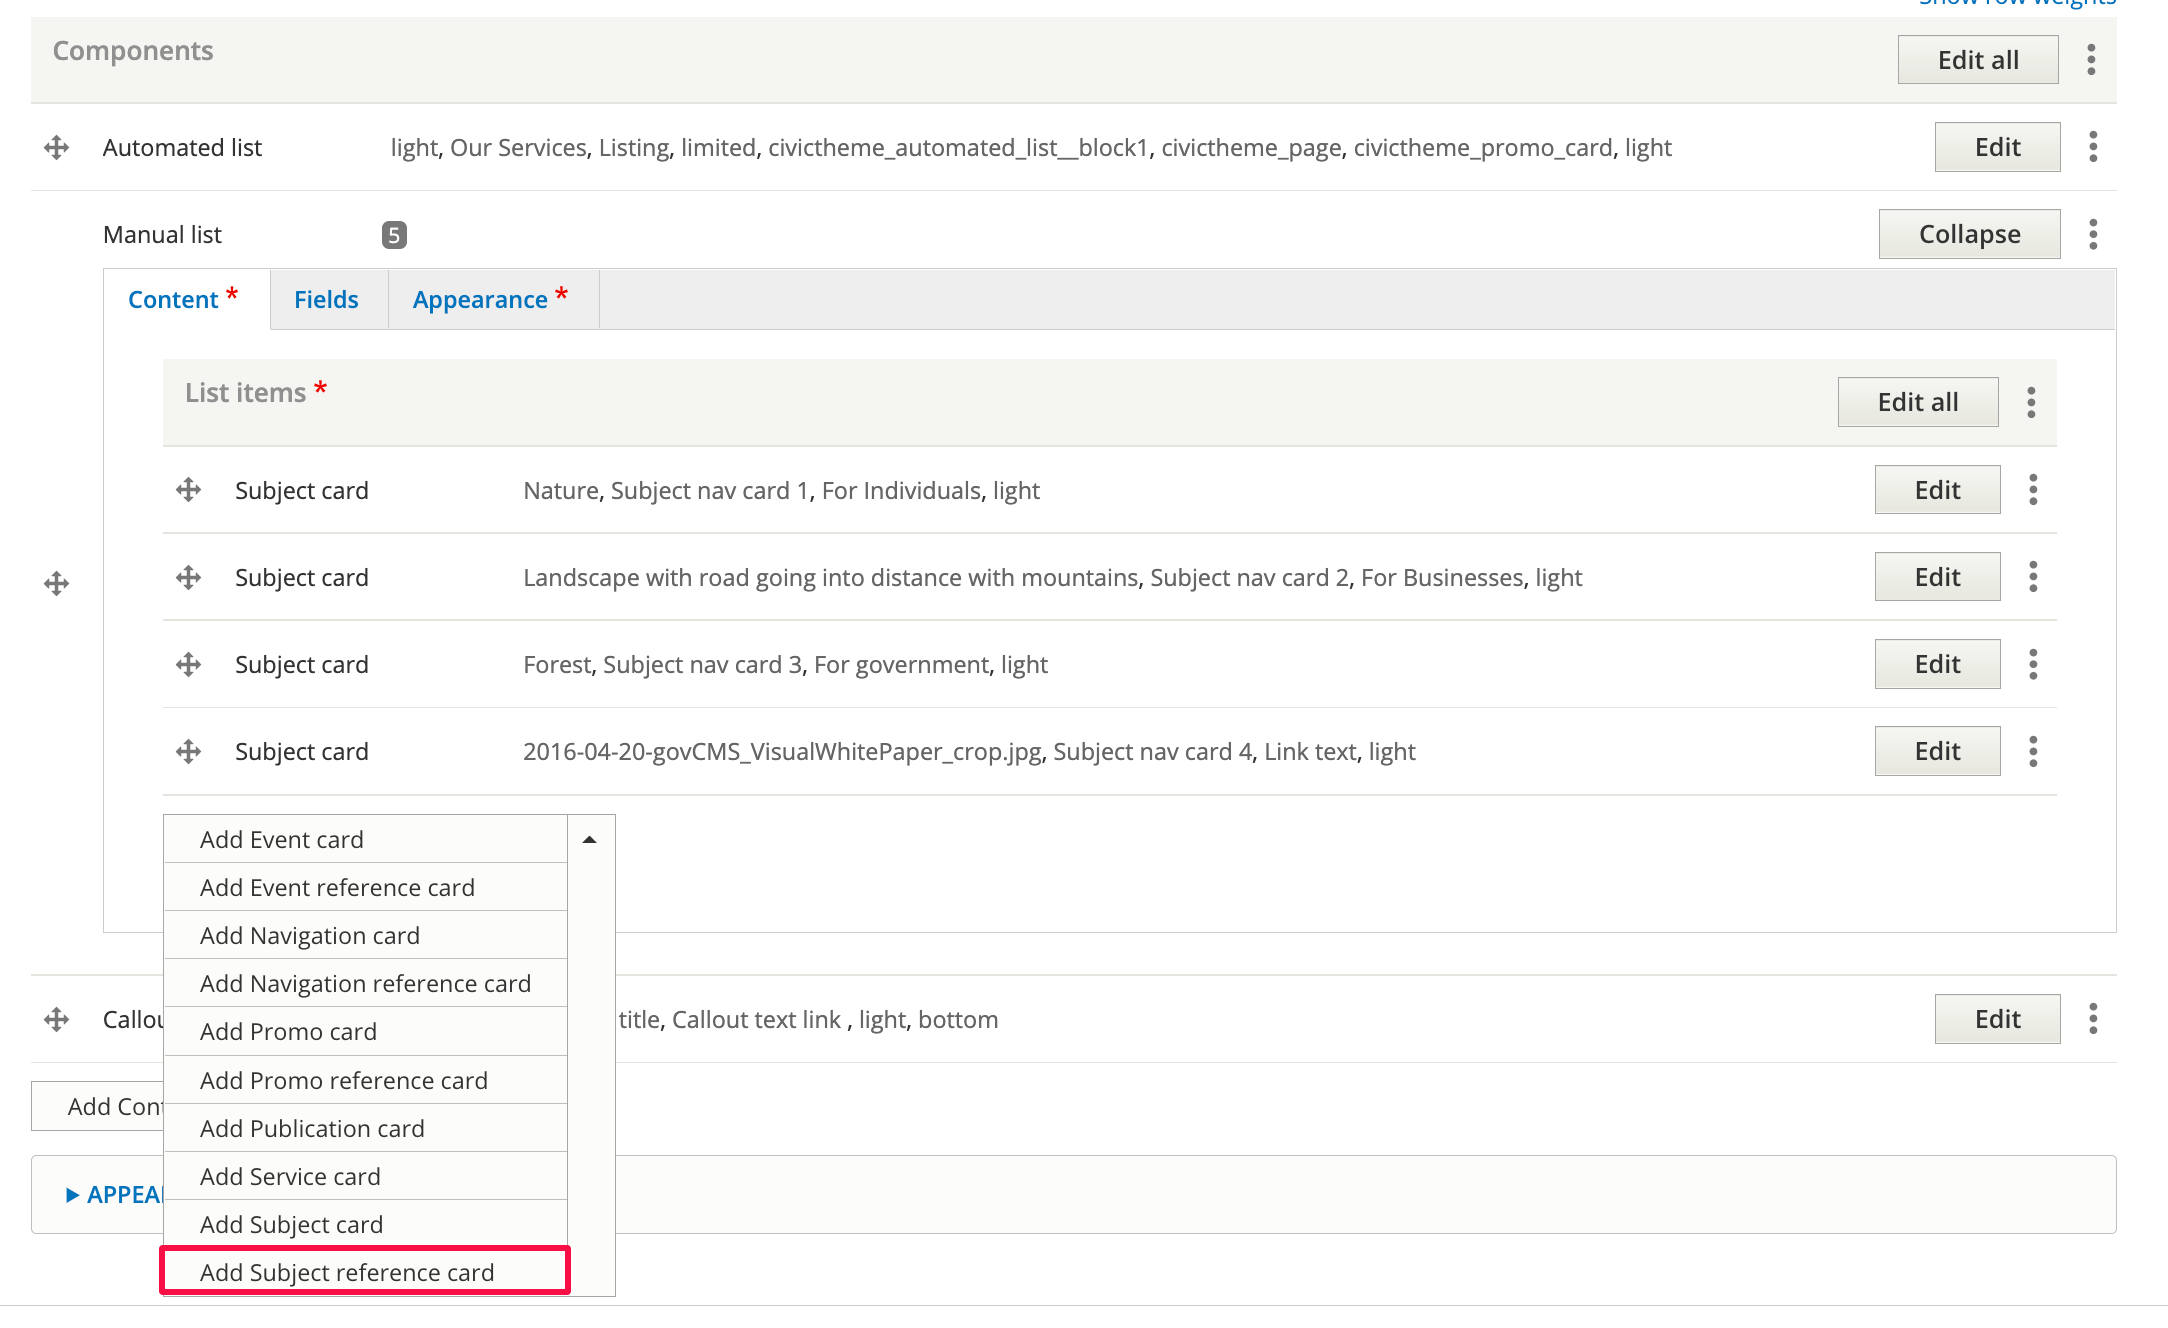 Show row weights
Components
Edit all
Automated list light, Our Services, Listing, limited, civictheme_automated_list__block1, civictheme_page, civictheme_promo_card, light Edit
Manual list 5 Collapse
Content * Fields Appearance *
List items * Edit all
Subject card Nature, Subject nav card 1, For Individuals, light Edit
Subject card Landscape with road going into distance with mountains, Subject nav card 2, For Businesses, light Edit
Subject card Forest, Subject nav card 3, For government, light Edit
Subject card 2016-04-20-govCMS_VisualWhitePaper_crop.jpg, Subject nav card 4, Link text, light Edit
Add Event card
Add Event reference card
Add Navigation card
Add Navigation reference card
Callou title, Callout text link , light, bottom Edit
Add Promo card
Add Promo reference card
Add Cont
Add Publication card
Add Service card
APPEA
Add Subject card
Add Subject reference card